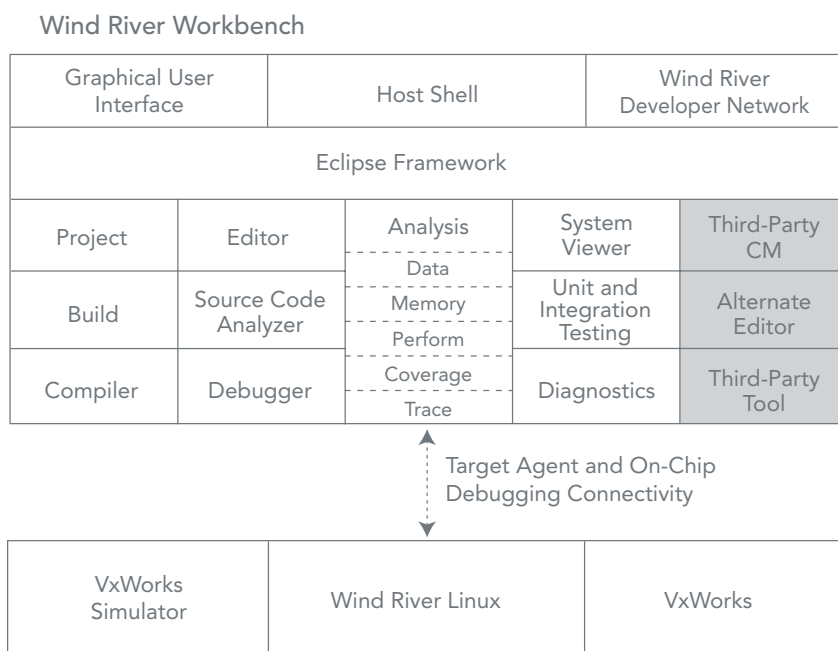 Wind River Workbench
Graphical User
Interface
Host Shell
Wind River
Developer Network
Eclipse Framework
Project
Editor
Analysis
System
Viewer
Third-Party
CM
Data
Build
Source Code
Analyzer
Memory
Unit and
Integration
Testing
Alternate
Editor
Perform
Compiler
Debugger
Coverage
Diagnostics
Third-Party
Tool
Trace
Target Agent and On-Chip
Debugging Connectivity
VxWorks
Simulator
Wind River Linux
VxWorks